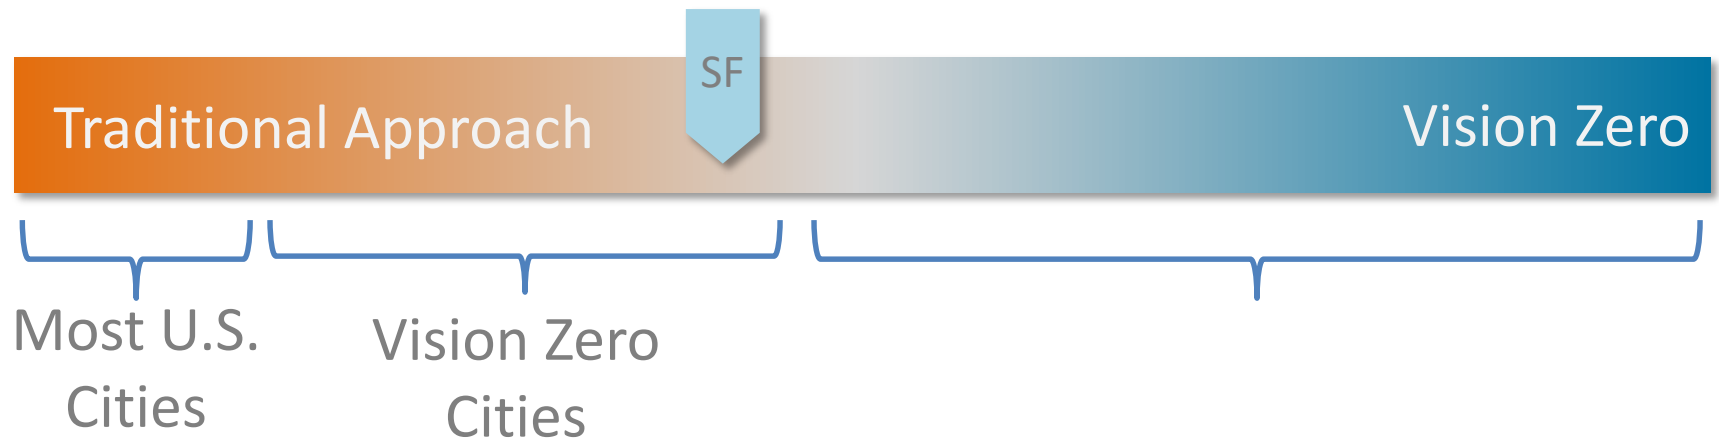 SF
Traditional Approach
Vision Zero
Most U.S.
Cities
Vision Zero
Cities